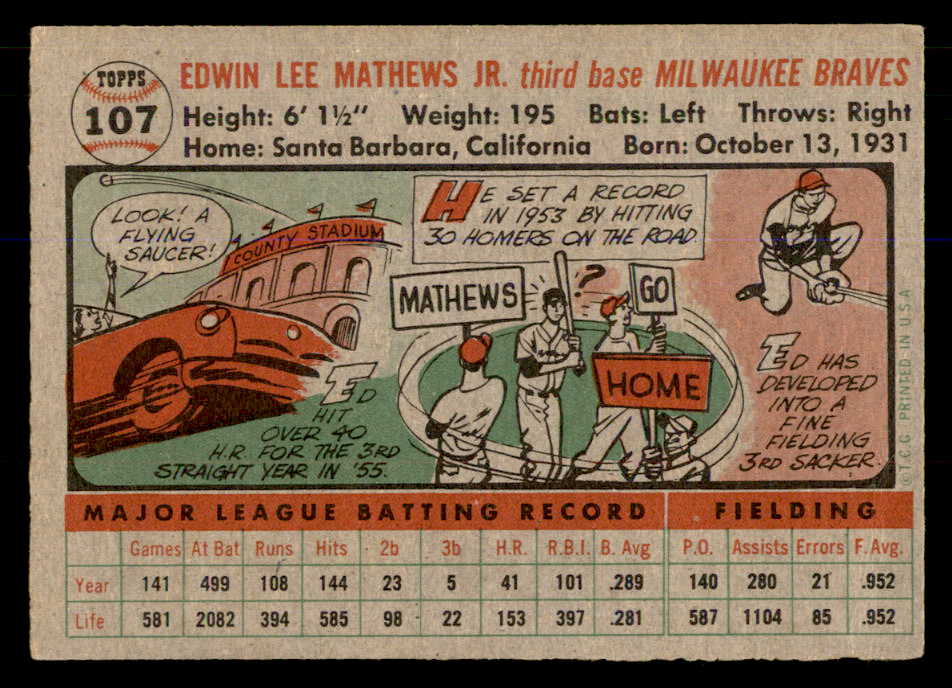 TOPPS
107
EDWIN LEE MATHEWS JR. third base MILWAUKEE BRAVES
Height: 6' 1½" Weight: 195 Bats: Left Throws: Right
Home: Santa Barbara, California Born: October 13, 1931
LOOK! A
FLYING
SAUCER!
COUNTY STADIUM
ED
HIT
OVER 40
H.R. FOR THE 3RD
STRAIGHT YEAR IN '55.
HE SET A RECORD
IN 1953 BY HITTING
30 HOMERS ON THE ROAD.
MATHEWS
?
GO
HOME
ED HAS
DEVELOPED
INTO A
FINE
FIELDING
3RD SACKER.
©T.C.G. PRINTED IN U.S.A.
MAJOR LEAGUE BATTING RECORD FIELDING
Games At Bat Runs Hits 2b 3b H.R. R.B.I. B. Avg P.O. Assists Errors F. Avg.
Year 141 499 108 144 23 5 41 101 .289 140 280 21 .952
Life 581 2082 394 585 98 22 153 397 .281 587 1104 85 .952